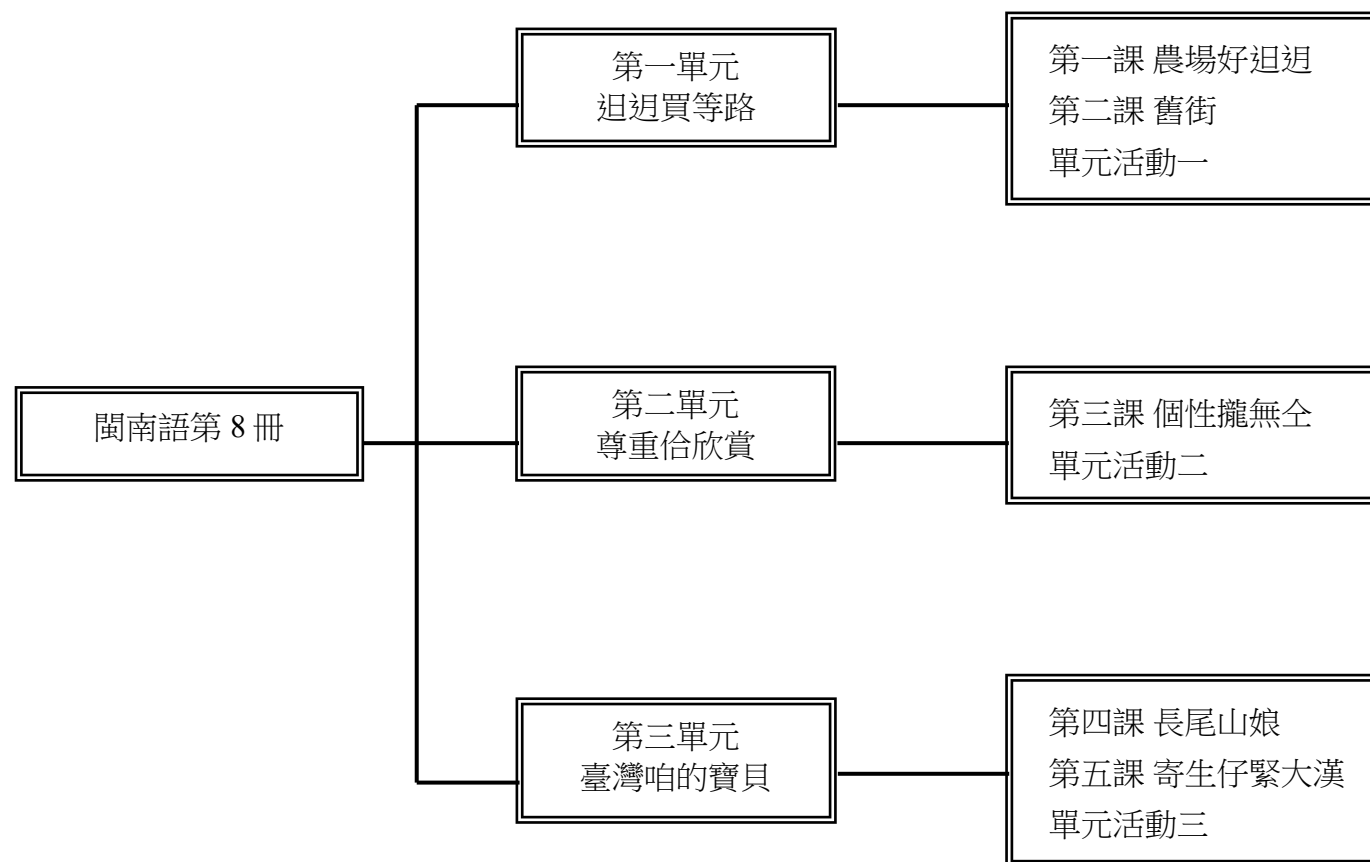 閩南語第 8 冊
第一單元
𨑨迌買等路
第一課 農場好𨑨迌
第二課 舊街
單元活動一
第二單元
尊重佮欣賞
第三課 個性攏無仝
單元活動二
第三單元
臺灣咱的寶貝
第四課 長尾山娘
第五課 寄生仔緊大漢
單元活動三